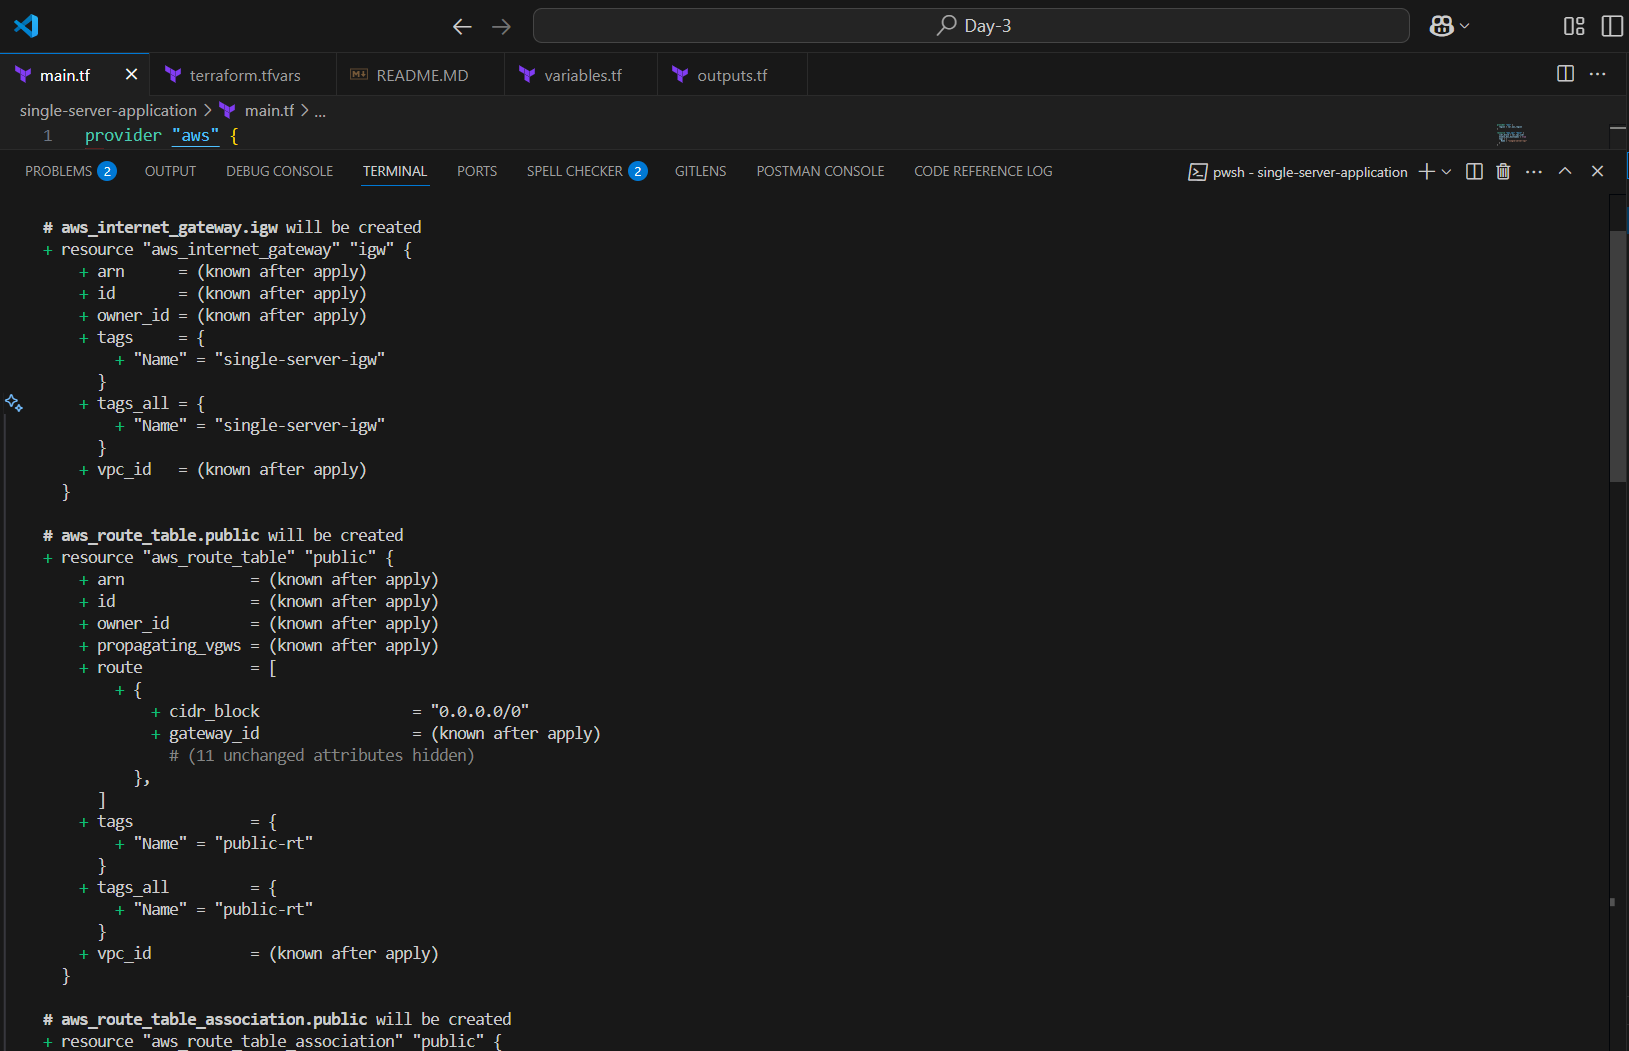 Day-3
main.tf
terraform.tfvars
README.MD
variables.tf
outputs.tf
single-server-application > main.tf > ...
1 provider "aws" {
PROBLEMS 2 OUTPUT DEBUG CONSOLE TERMINAL PORTS SPELL CHECKER 2 GITLENS POSTMAN CONSOLE CODE REFERENCE LOG pwsh - single-server-application
# aws_internet_gateway.igw will be created
+ resource "aws_internet_gateway" "igw" {
+ arn = (known after apply)
+ id = (known after apply)
+ owner_id = (known after apply)
+ tags = {
+ "Name" = "single-server-igw"
}
+ tags_all = {
+ "Name" = "single-server-igw"
}
+ vpc_id = (known after apply)
}
# aws_route_table.public will be created
+ resource "aws_route_table" "public" {
+ arn = (known after apply)
+ id = (known after apply)
+ owner_id = (known after apply)
+ propagating_vgws = (known after apply)
+ route = [
+ {
+ cidr_block = "0.0.0.0/0"
+ gateway_id = (known after apply)
# (11 unchanged attributes hidden)
},
]
+ tags = {
+ "Name" = "public-rt"
}
+ tags_all = {
+ "Name" = "public-rt"
}
+ vpc_id = (known after apply)
}
# aws_route_table_association.public will be created
+ resource "aws_route_table_association" "public" {